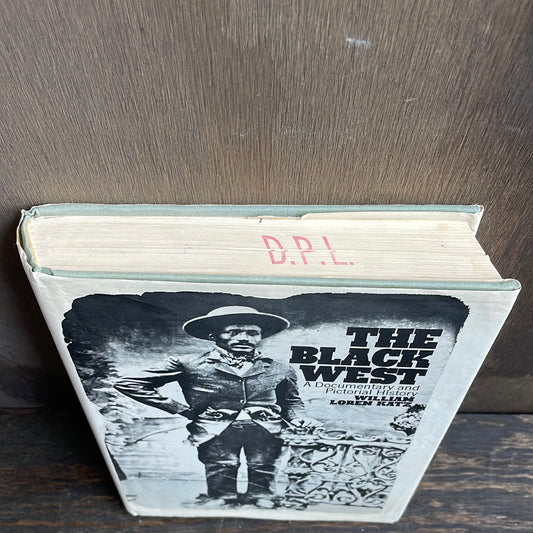 D.P.L.
THE
BLACK
WEST
A Documentary and
Pictorial History
WILLIAM
LOREN KATZ